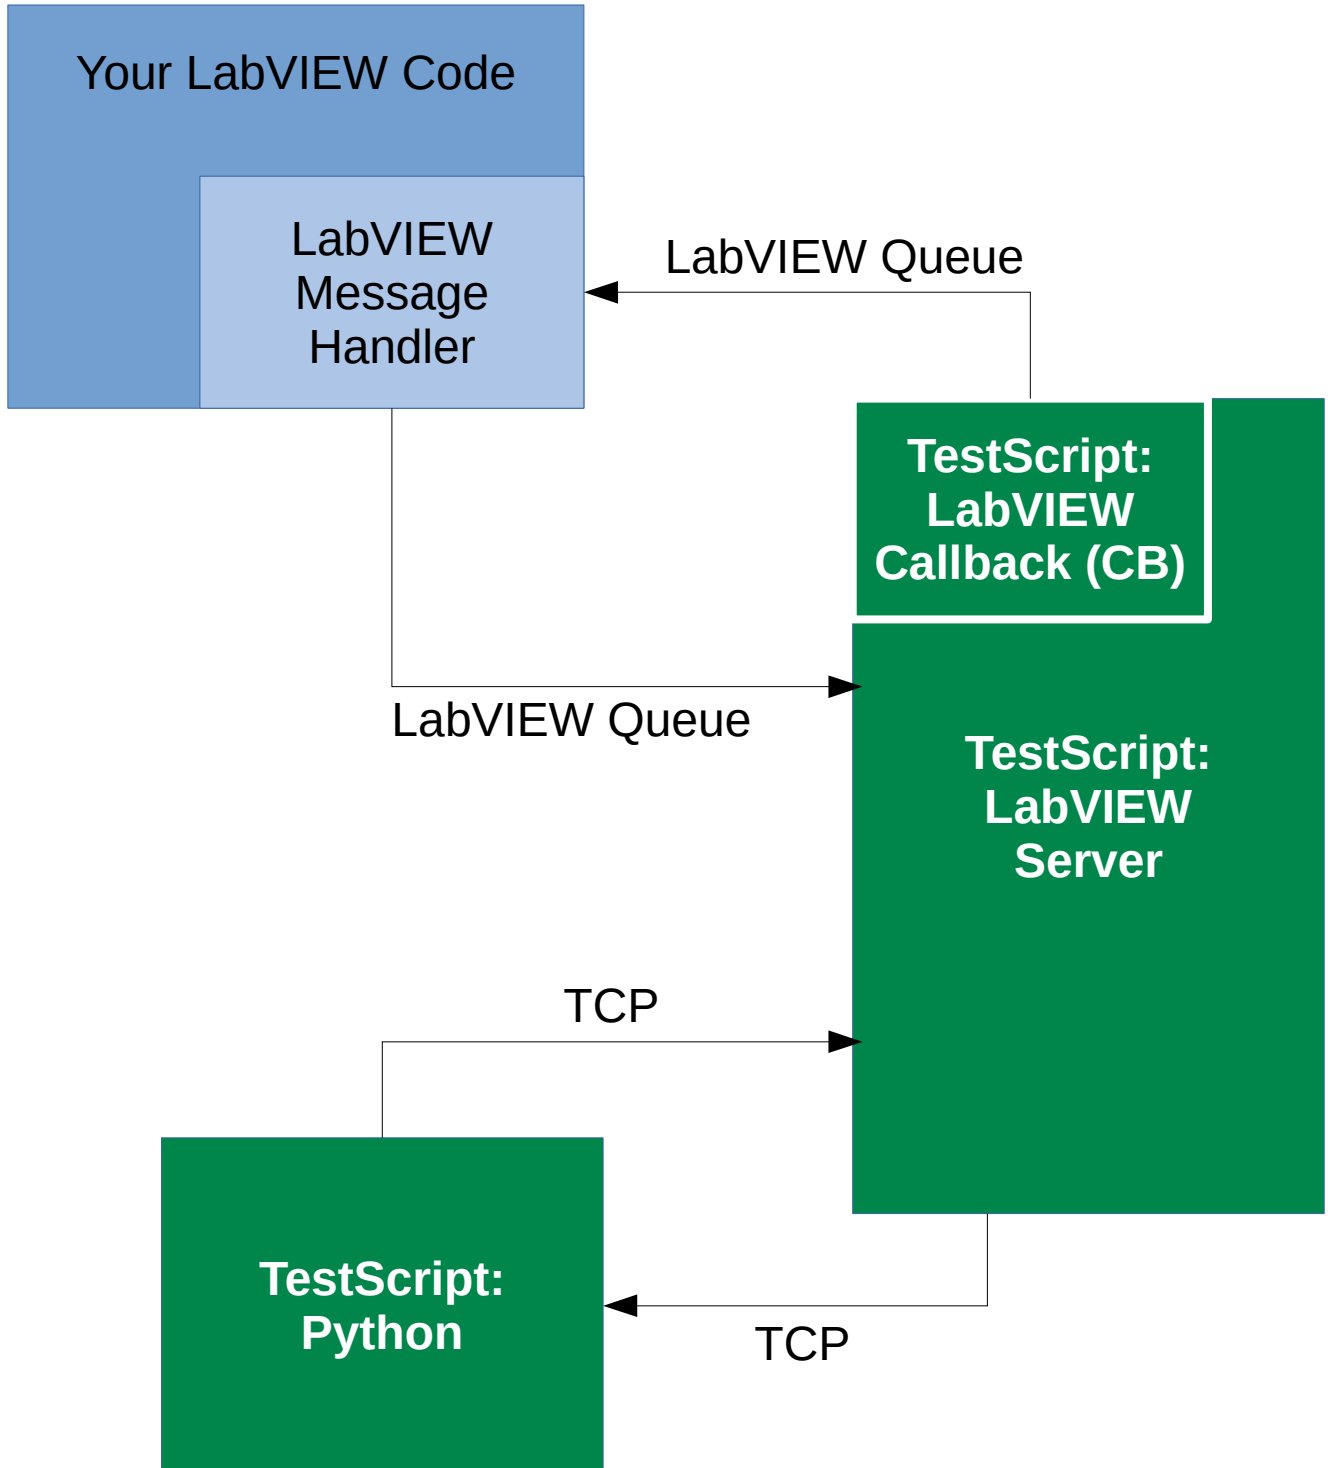 Your LabVIEW Code
LabVIEW
Message
Handler
LabVIEW Queue
TestScript:
LabVIEW
Callback (CB)
LabVIEW Queue
TestScript:
LabVIEW
Server
TCP
TestScript:
Python
TCP